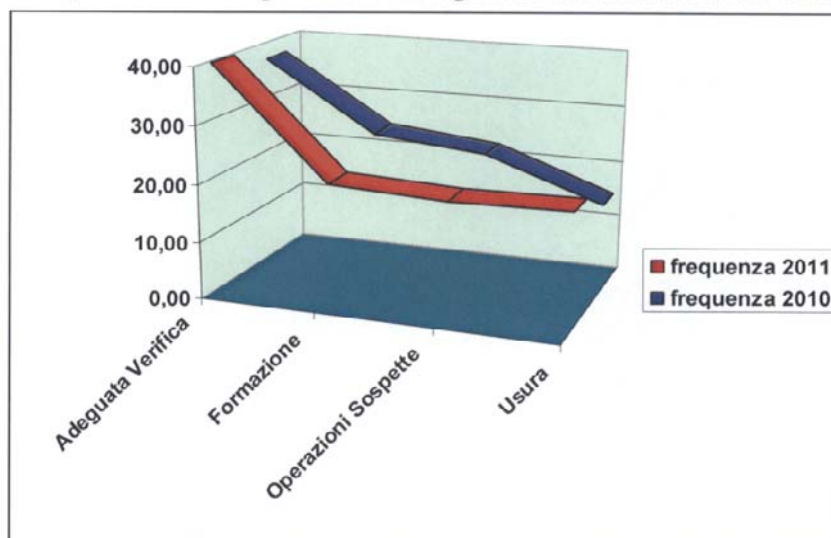 40,00
30,00
20,00
10,00
0,00
Adeguata Verifica
Formazione
Operazioni Sospette
Usura
frequenza 2011
frequenza 2010